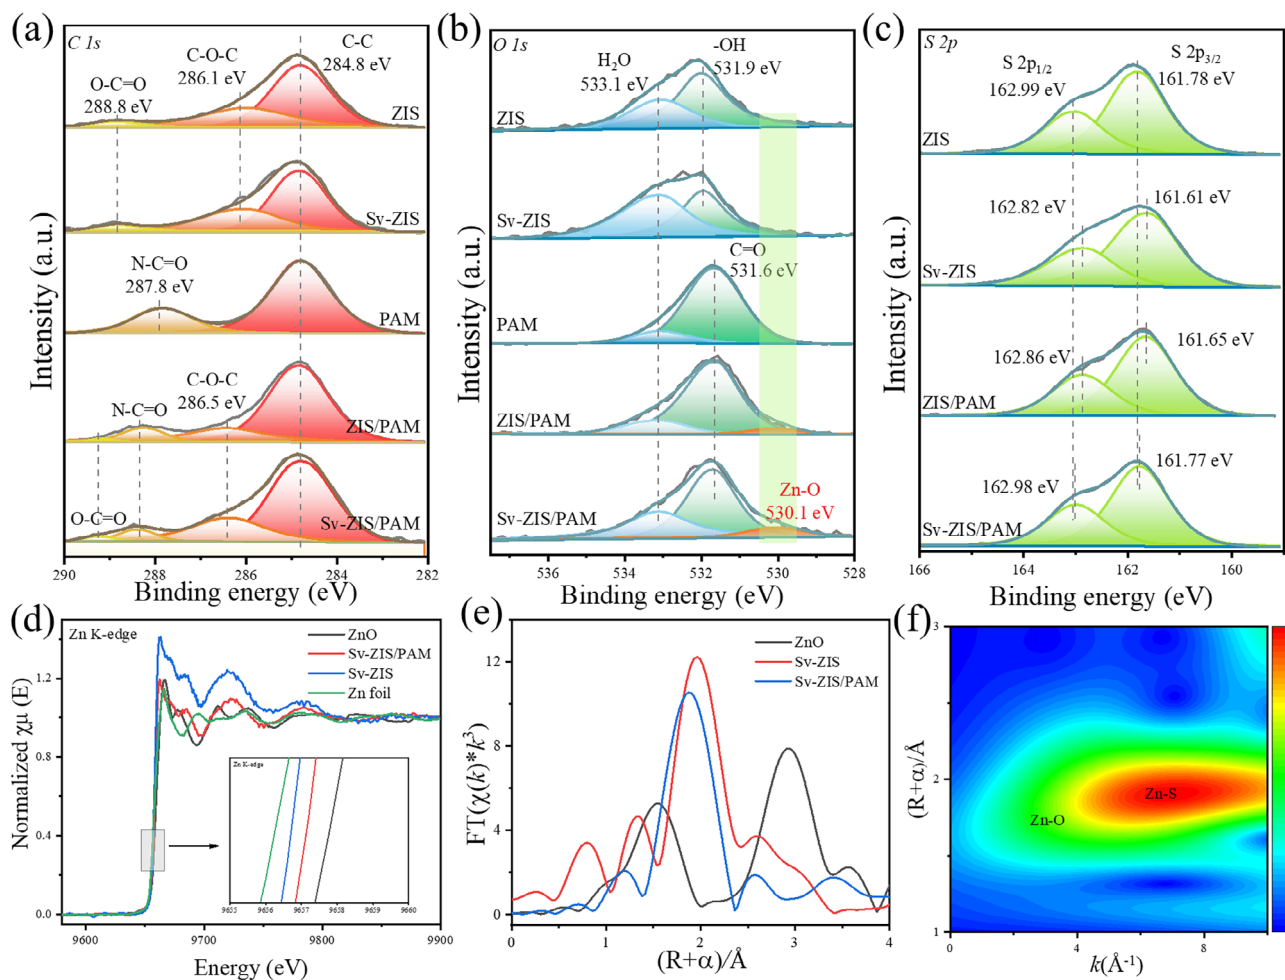 (a)
C 1s
C-C
284.8 eV
C-O-C
286.1 eV
O-C=O
288.8 eV
ZIS
Sv-ZIS
N-C=O
287.8 eV
PAM
C-O-C
286.5 eV
N-C=O
ZIS/PAM
O-C=O
Sv-ZIS/PAM
290
288
286
284
282
Binding energy (eV)
Intensity (a.u.)
(b)
O 1s
-OH
531.9 eV
H2O
533.1 eV
ZIS
Sv-ZIS
C=O
531.6 eV
PAM
ZIS/PAM
Zn-O
530.1 eV
Sv-ZIS/PAM
536
534
532
530
528
Binding energy (eV)
Intensity (a.u.)
(c)
S 2p
S 2p1/2
162.99 eV
S 2p3/2
161.78 eV
ZIS
162.82 eV
161.61 eV
Sv-ZIS
162.86 eV
161.65 eV
ZIS/PAM
162.98 eV
161.77 eV
Sv-ZIS/PAM
166
164
162
160
Binding energy (eV)
Intensity (a.u.)
(d)
Zn K-edge
ZnO
Sv-ZIS/PAM
Sv-ZIS
Zn foil
1.2
0.8
0.4
0.0
Zn K-edge
9655
9656
9657
9658
9659
9660
9600
9700
9800
9900
Energy (eV)
Normalized χμ (E)
(e)
ZnO
Sv-ZIS
Sv-ZIS/PAM
12
8
4
0
0
1
2
3
4
(R+α)/Å
FT(χ(k)*k³
(f)
Zn-S
Zn-O
3
2
1
0
4
8
k(Å⁻¹)
(R+α)/Å